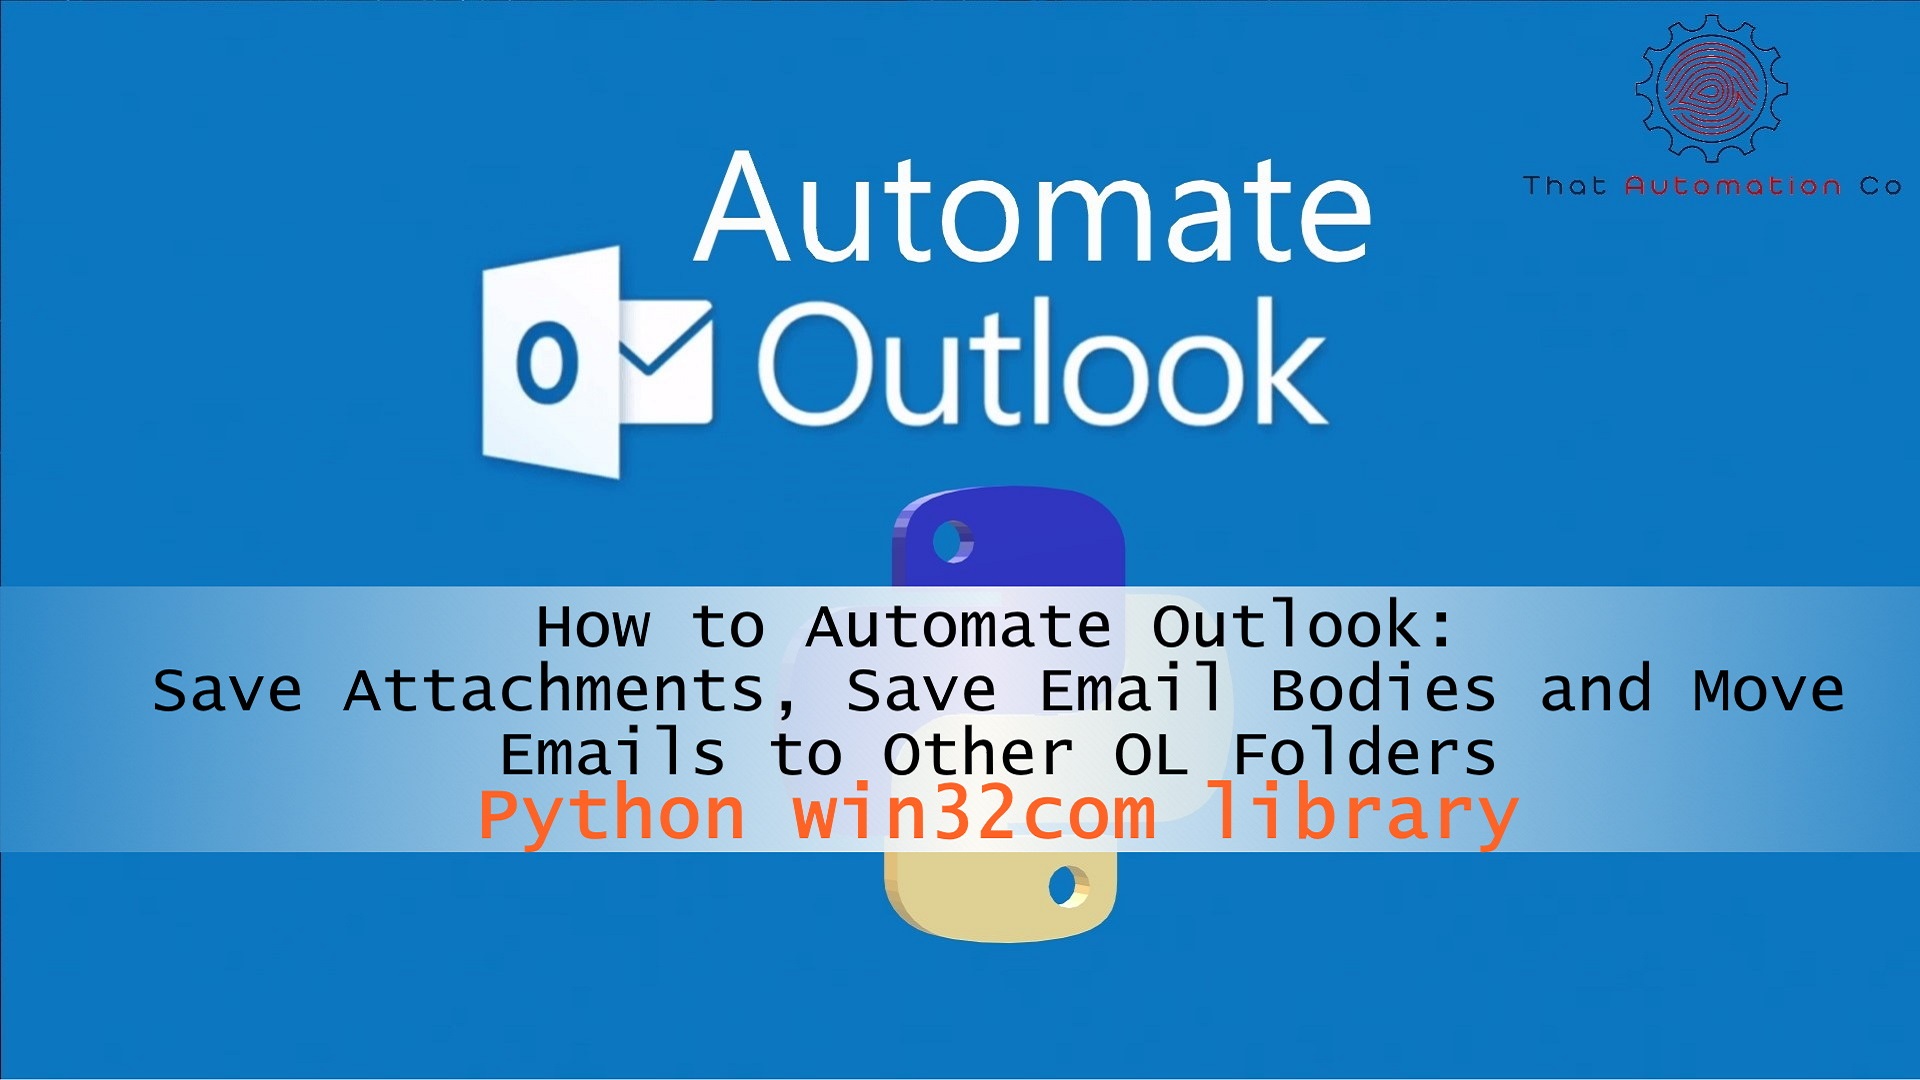 That Automation Co
Automate
O Outlook
How to Automate Outlook:
Save Attachments, Save Email Bodies and Move
Emails to Other OL Folders
Python win32com library